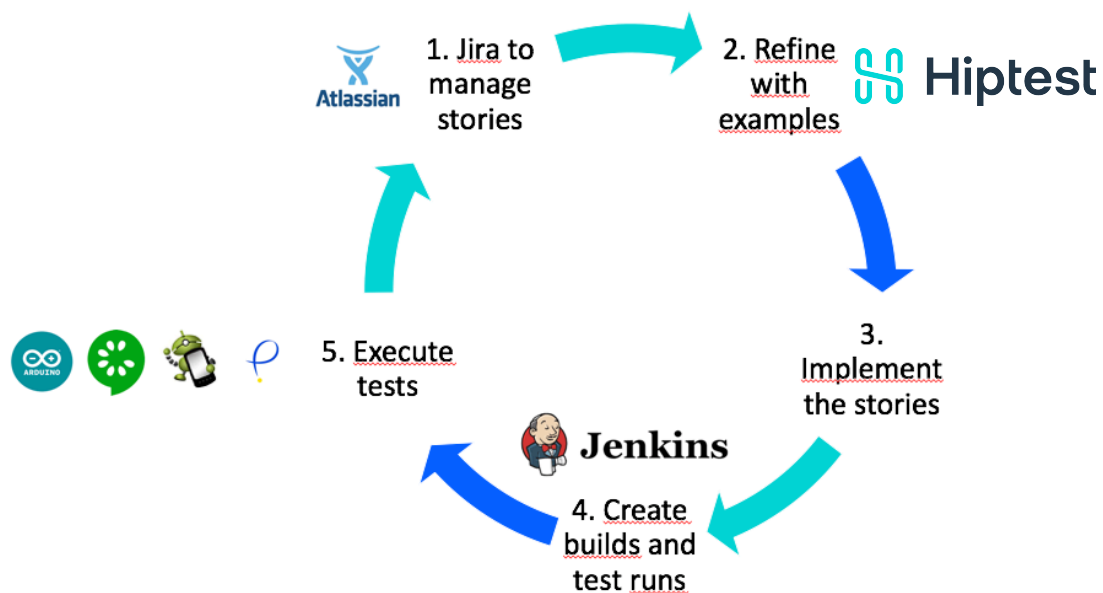 1. Jira to
manage
stories
Atlassian
2. Refine
with
examples
Hiptest
3.
Implement
the stories
Jenkins
4. Create
builds and
test runs
5. Execute
tests
ARDUINO